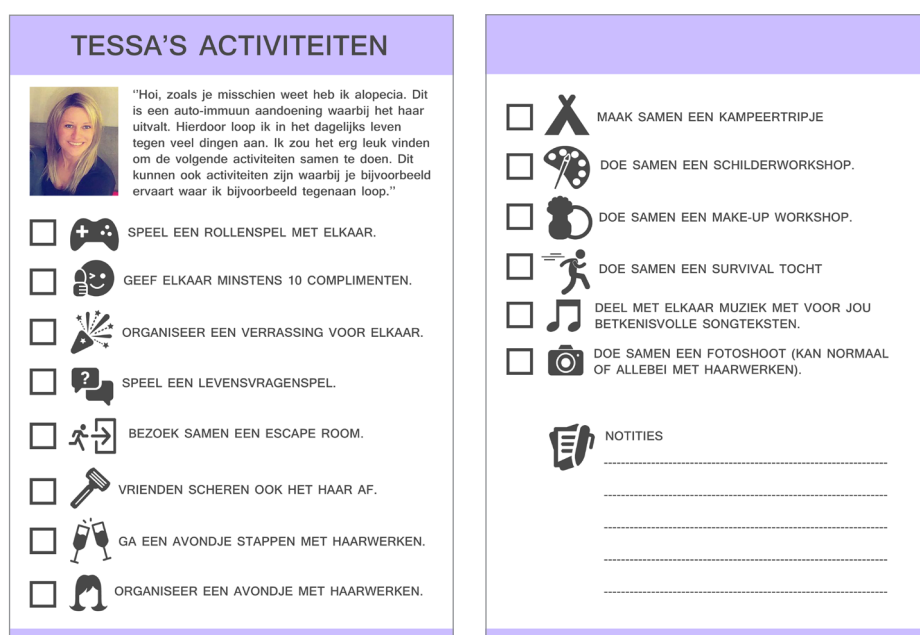 TESSA'S ACTIVITEITEN
"Hoi, zoals je misschien weet heb ik alopecia. Dit
is een auto-immuun aandoening waarbij het haar
uitvalt. Hierdoor loop ik in het dagelijks leven
tegen veel dingen aan. Ik zou het erg leuk vinden
om de volgende activiteiten samen te doen. Dit
kunnen ook activiteiten zijn waarbij je bijvoorbeeld
ervaart waar ik bijvoorbeeld tegenaan loop."
SPEEL EEN ROLLENSPEL MET ELKAAR.
GEEF ELKAAR MINSTENS 10 COMPLIMENTEN.
ORGANISEER EEN VERRASSING VOOR ELKAAR.
SPEEL EEN LEVENSVRAGENSPEL.
BEZOEK SAMEN EEN ESCAPE ROOM.
VRIENDEN SCHEREN OOK HET HAAR AF.
GA EEN AVONDJE STAPPEN MET HAARWERKEN.
ORGANISEER EEN AVONDJE MET HAARWERKEN.
MAAK SAMEN EEN KAMPEERTRIPJE
DOE SAMEN EEN SCHILDERWORKSHOP.
DOE SAMEN EEN MAKE-UP WORKSHOP.
DOE SAMEN EEN SURVIVAL TOCHT
DEEL MET ELKAAR MUZIEK MET VOOR JOU
BETKENISVOLLE SONGTEKSTEN.
DOE SAMEN EEN FOTOSHOOT (KAN NORMAAL
OF ALLEBEI MET HAARWERKEN).
NOTITIES